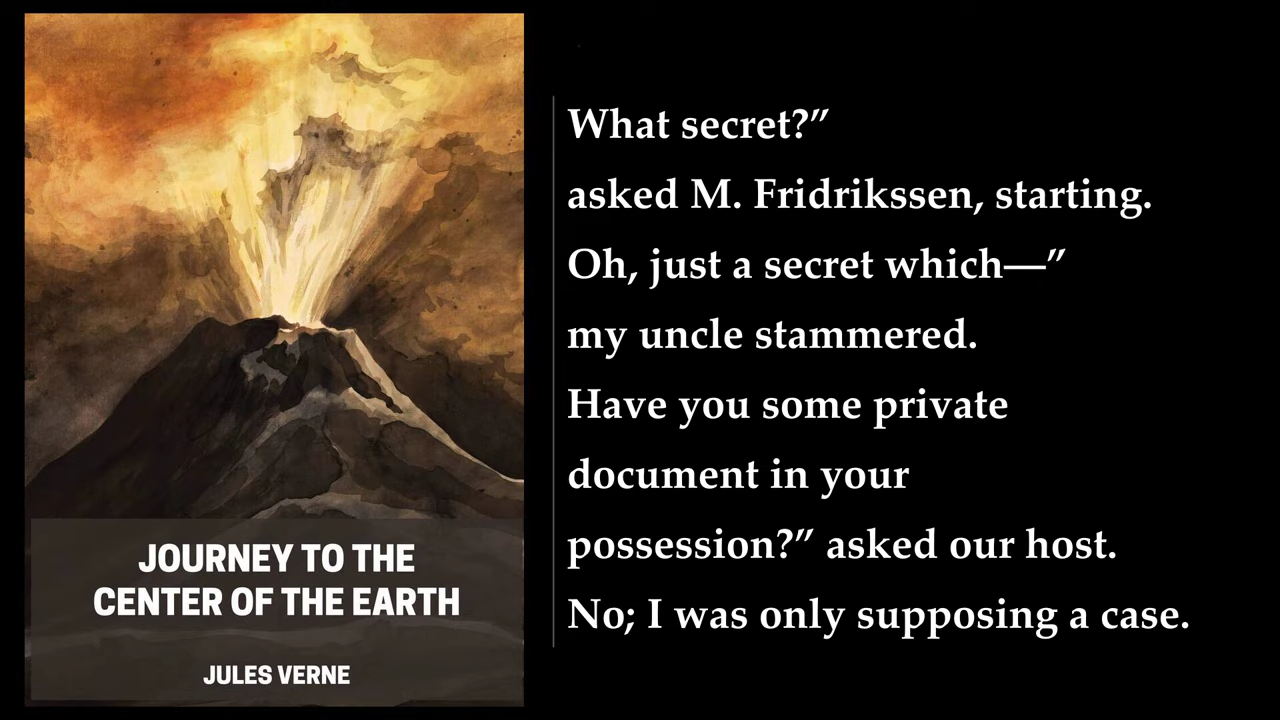 JOURNEY TO THE
CENTER OF THE EARTH
JULES VERNE
What secret?”
asked M. Fridrikssen, starting.
Oh, just a secret which—”
my uncle stammered.
Have you some private
document in your
possession?” asked our host.
No; I was only supposing a case.